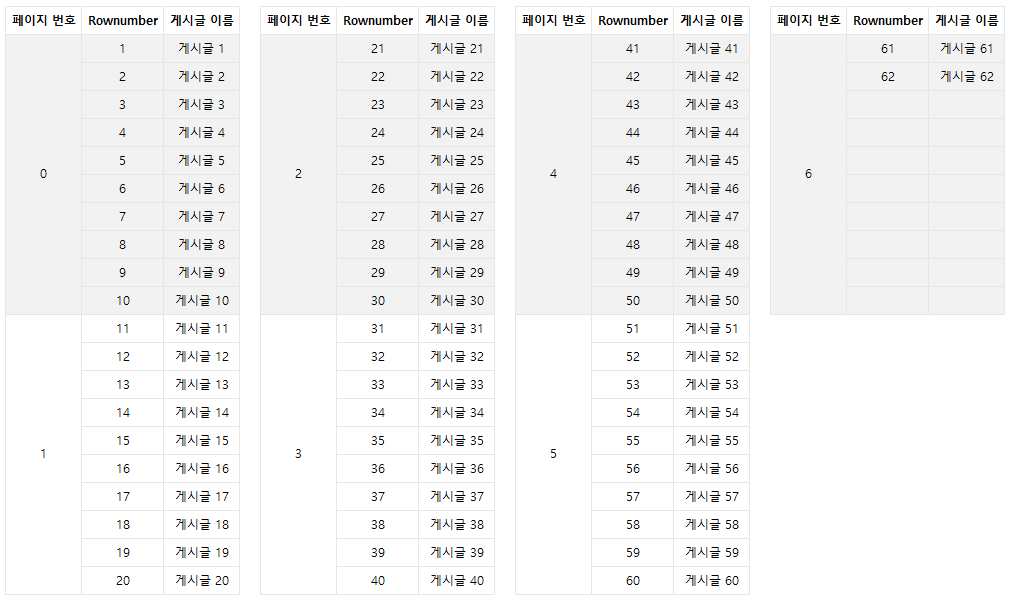 페이지 번호 Rownumber 게시글 이름
0
1 게시글 1
2 게시글 2
3 게시글 3
4 게시글 4
5 게시글 5
6 게시글 6
7 게시글 7
8 게시글 8
9 게시글 9
10 게시글 10
1
11 게시글 11
12 게시글 12
13 게시글 13
14 게시글 14
15 게시글 15
16 게시글 16
17 게시글 17
18 게시글 18
19 게시글 19
20 게시글 20
페이지 번호 Rownumber 게시글 이름
2
21 게시글 21
22 게시글 22
23 게시글 23
24 게시글 24
25 게시글 25
26 게시글 26
27 게시글 27
28 게시글 28
29 게시글 29
30 게시글 30
3
31 게시글 31
32 게시글 32
33 게시글 33
34 게시글 34
35 게시글 35
36 게시글 36
37 게시글 37
38 게시글 38
39 게시글 39
40 게시글 40
페이지 번호 Rownumber 게시글 이름
4
41 게시글 41
42 게시글 42
43 게시글 43
44 게시글 44
45 게시글 45
46 게시글 46
47 게시글 47
48 게시글 48
49 게시글 49
50 게시글 50
5
51 게시글 51
52 게시글 52
53 게시글 53
54 게시글 54
55 게시글 55
56 게시글 56
57 게시글 57
58 게시글 58
59 게시글 59
60 게시글 60
페이지 번호 Rownumber 게시글 이름
6
61 게시글 61
62 게시글 62